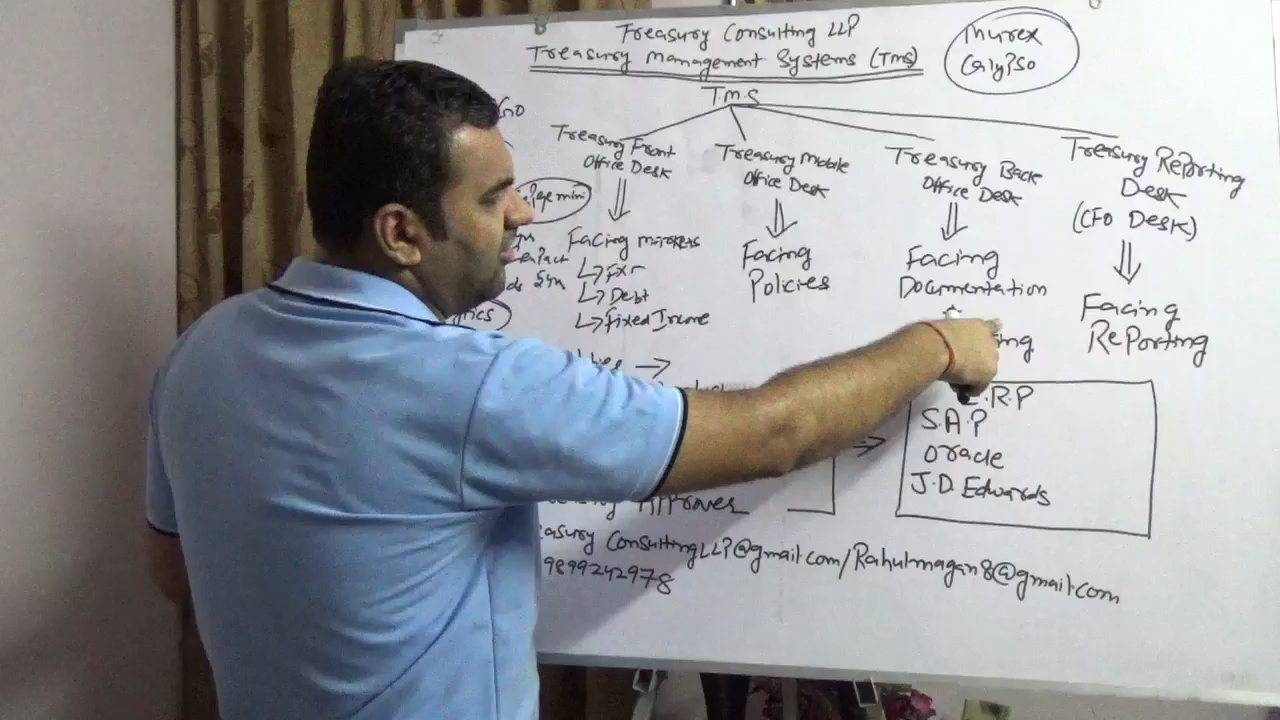 Treasury Consulting LLP
Treasury Management Systems (Tms)
Murex
Calypso
T.M.S
Treasury Front
Office Desk
Treasury Middle
Office Desk
Treasury Back
Office Desk
Treasury Reporting
Desk
(CFO Desk)
Facing Markets
→ Fxr
→ Debt
→ Fixed Income
Facing
Policies
Facing
Documentation
Facing
Reporting
E.R.P
S.A.P
Oracle
J.D. Edwards
Consulting LLP@gmail.com/Rahulmagan8@gmail.com
9899242978